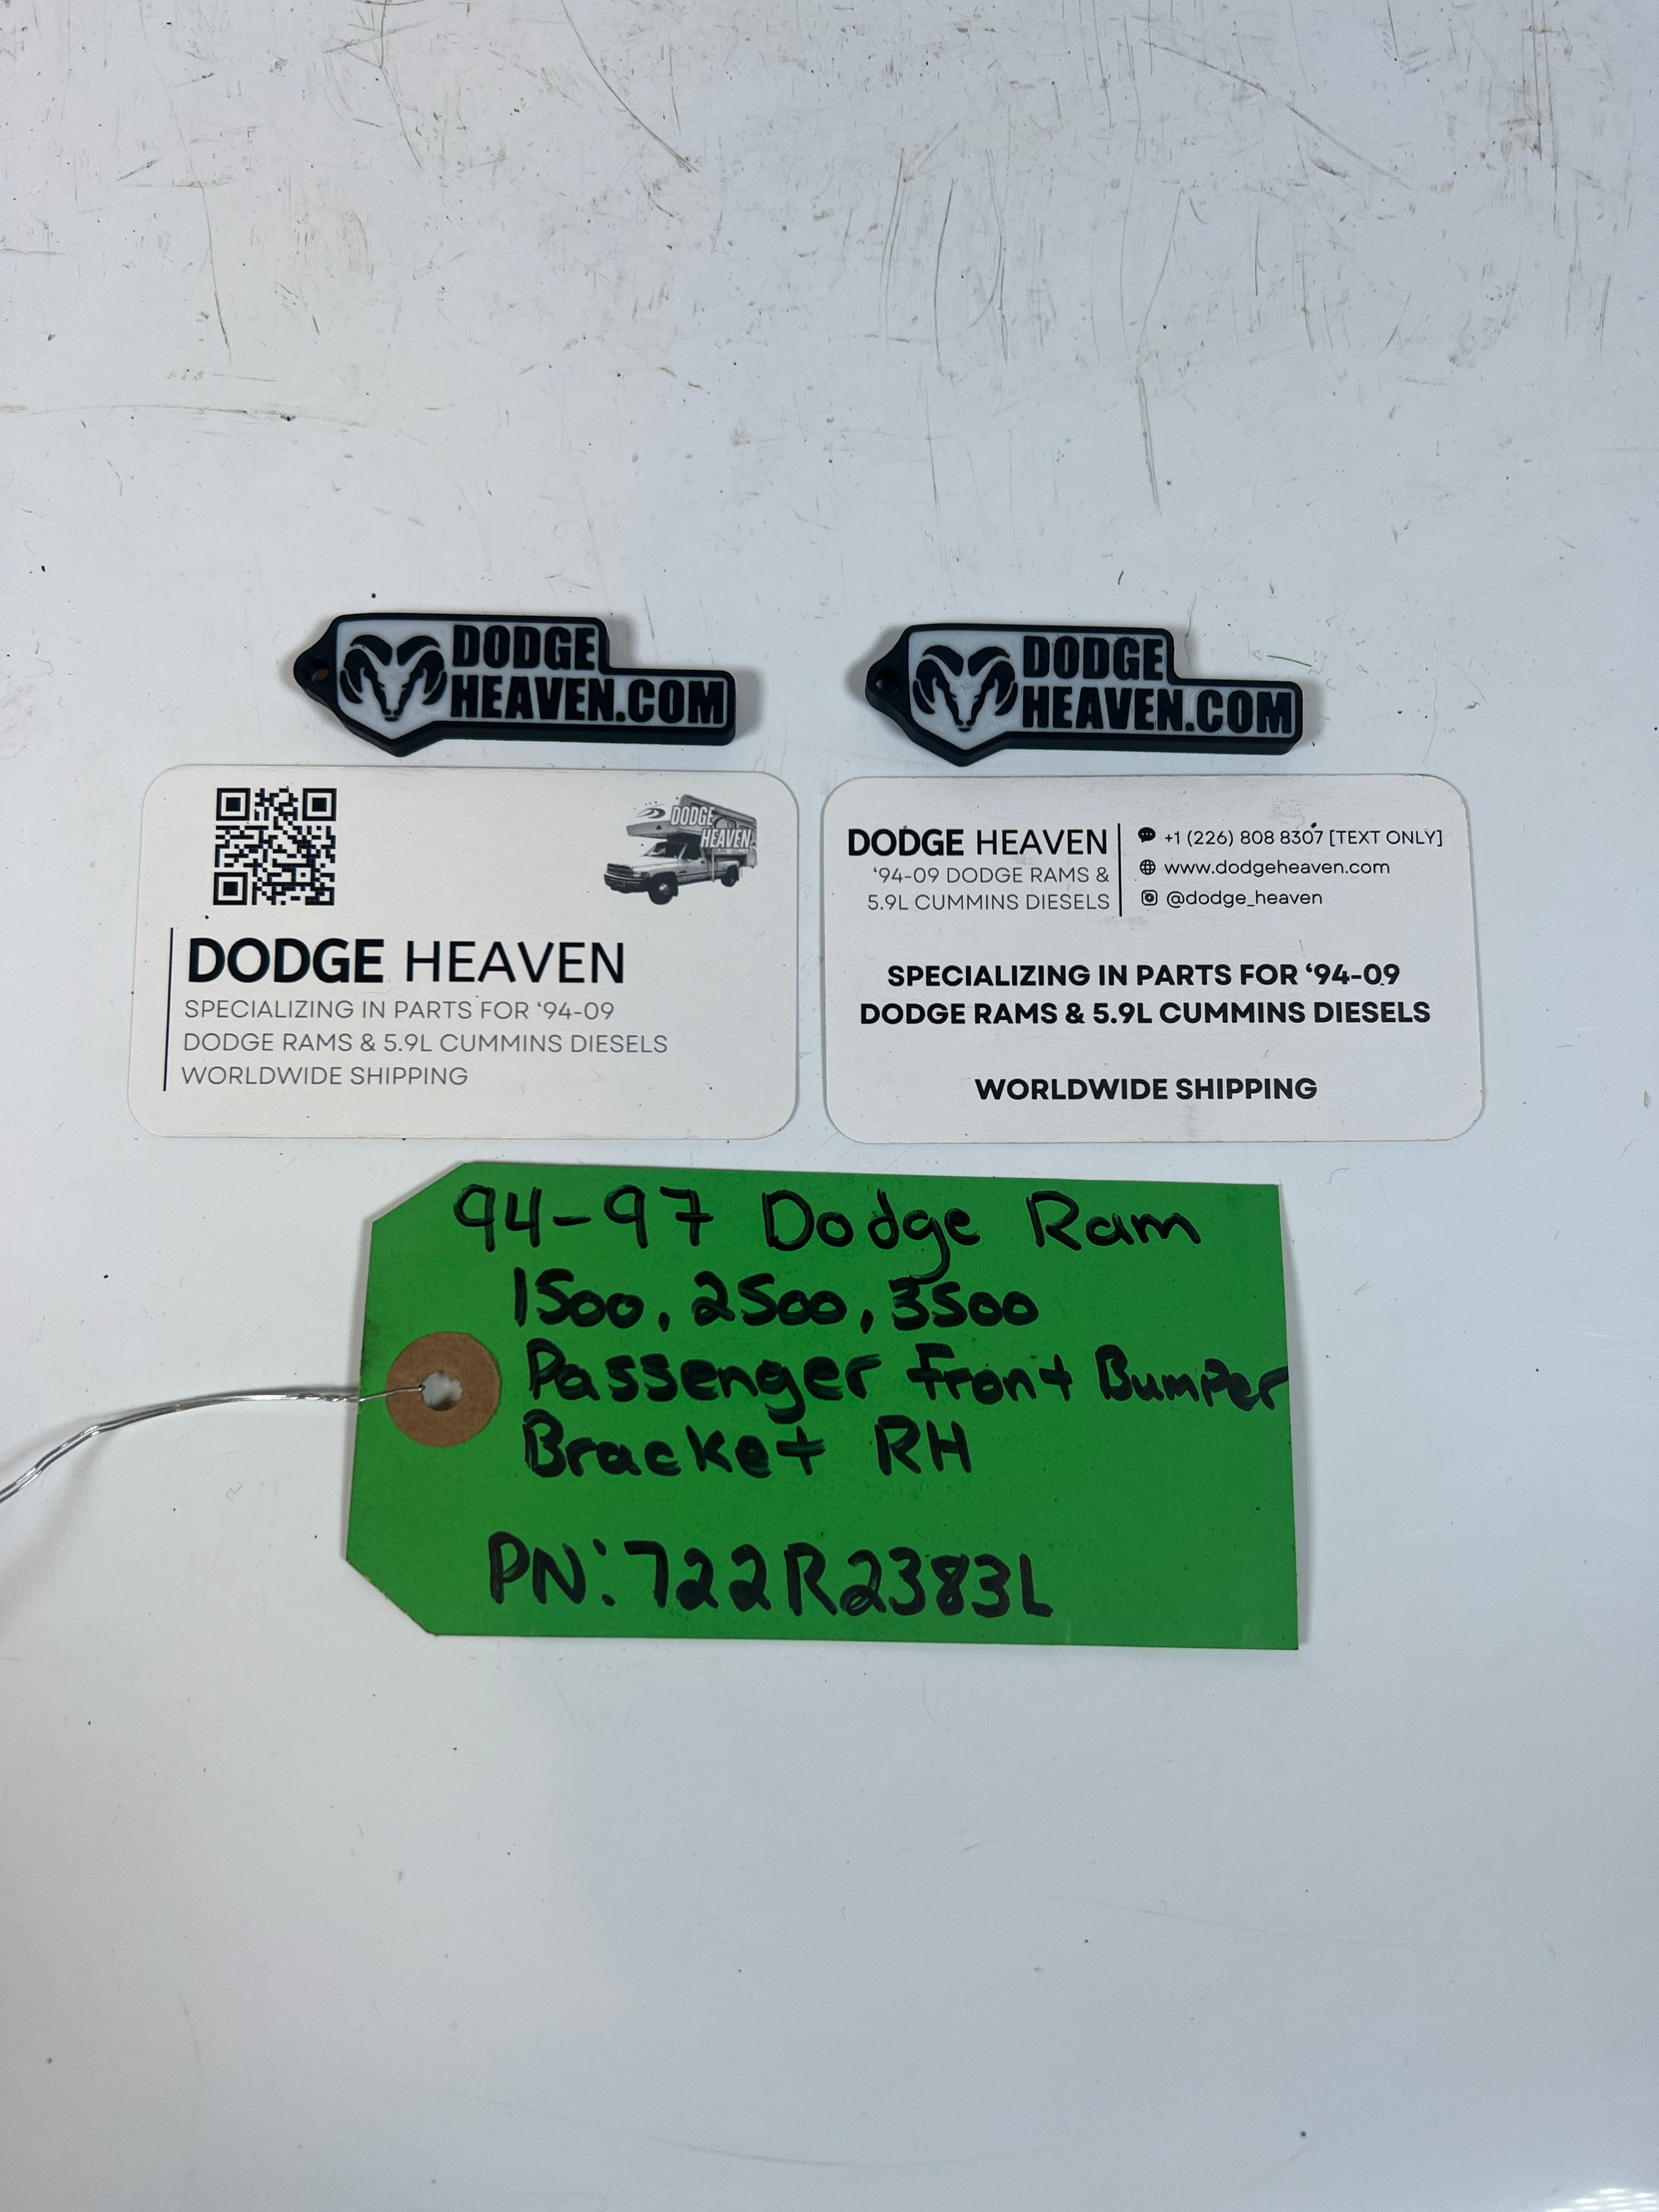 DODGE
HEAVEN.COM
DODGE
HEAVEN.COM
DODGE
HEAVEN
DODGE HEAVEN
SPECIALIZING IN PARTS FOR ‘94-09
DODGE RAMS & 5.9L CUMMINS DIESELS
WORLDWIDE SHIPPING
DODGE HEAVEN
‘94-09 DODGE RAMS &
5.9L CUMMINS DIESELS
+1 (226) 808 8307 [TEXT ONLY]
www.dodgeheaven.com
@dodge_heaven
SPECIALIZING IN PARTS FOR ‘94-09
DODGE RAMS & 5.9L CUMMINS DIESELS
WORLDWIDE SHIPPING
94-97 Dodge Ram
1500, 2500, 3500
Passenger Front Bumper
Bracket RH
PN:722R2383L